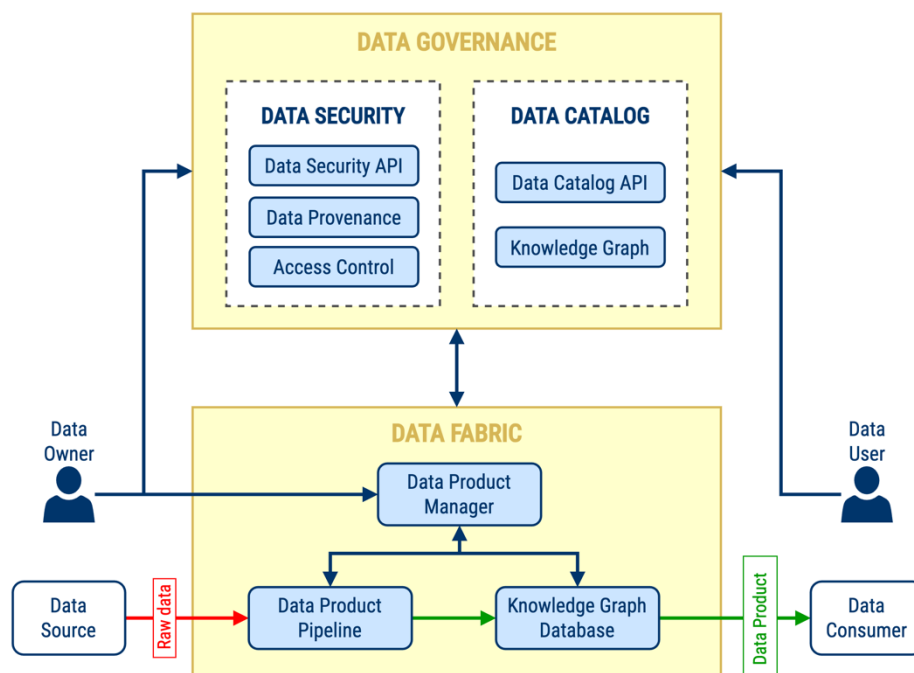 DATA GOVERNANCE
DATA SECURITY
Data Security API
Data Provenance
Access Control
DATA CATALOG
Data Catalog API
Knowledge Graph
Data
Owner
Data
User
DATA FABRIC
Data Product
Manager
Data
Source
Raw data
Data Product
Pipeline
Knowledge Graph
Database
Data Product
Data
Consumer